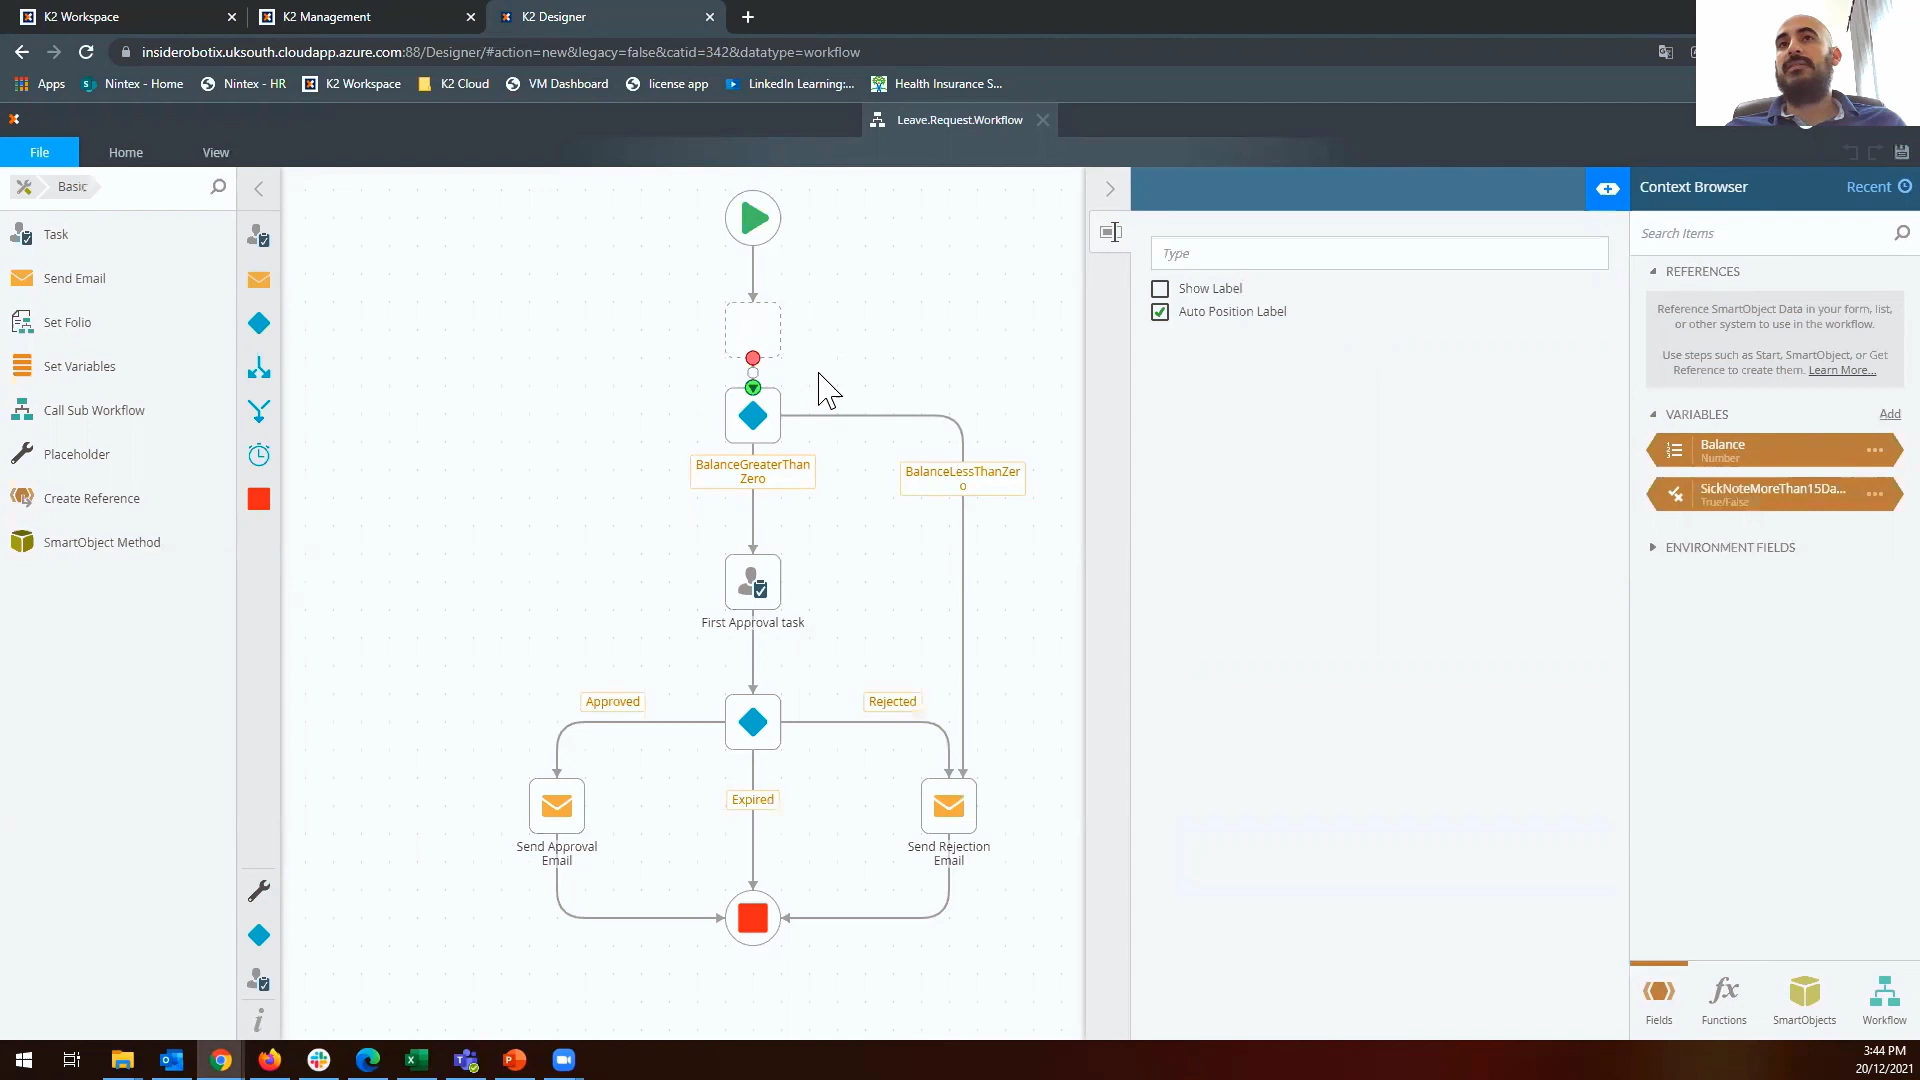 K2 Workspace
K2 Management
K2 Designer
insiderobotix.uksouth.cloudapp.azure.com:88/Designer/#action=new&legacy=false&catid=342&datatype=workflow
Apps
Nintex - Home
Nintex - HR
K2 Workspace
K2 Cloud
VM Dashboard
license app
LinkedIn Learning:...
Health Insurance S...
Leave.Request.Workflow
File
Home
View
Basic
Task
Send Email
Set Folio
Set Variables
Call Sub Workflow
Placeholder
Create Reference
SmartObject Method
BalanceGreaterThan
Zero
BalanceLessThanZer
o
First Approval task
Approved
Rejected
Expired
Send Approval
Email
Send Rejection
Email
Type
Show Label
Auto Position Label
Context Browser
Recent
Search Items
REFERENCES
Reference SmartObject Data in your form, list,
or other system to use in the workflow.
Use steps such as Start, SmartObject, or Get
Reference to create them. Learn More...
VARIABLES
Add
Balance
Number
SickNoteMoreThan15Da...
True/False
ENVIRONMENT FIELDS
Fields
Functions
SmartObjects
Workflow
3:44 PM
20/12/2021